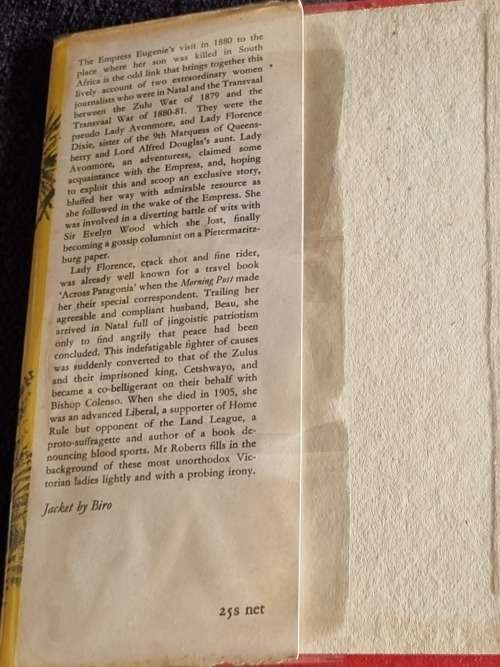 The Empress Eugenie's visit in 1880 to the
place where her son was killed in South
Africa is the odd link that brings together this
lively account of two extraordinary women
journalists who were in Natal and the Transvaal
between the Zulu War of 1879 and the
Transvaal War of 1880-81. They were the
pseudo Lady Avonmore, and Lady Florence
Dixie, sister of the 9th Marquess of Queens-
berry and Lord Alfred Douglas's aunt. Lady
Avonmore, an adventuress, claimed some
acquaintance with the Empress, and, hoping
to exploit this and scoop an exclusive story,
bluffed her way with admirable resource as
she followed in the wake of the Empress. She
was involved in a diverting battle of wits with
Sir Evelyn Wood which she lost, finally
becoming a gossip columnist on a Pietermaritz-
burg paper.
Lady Florence, crack shot and fine rider,
was already well known for a travel book
'Across Patagonia' when the Morning Post made
her their special correspondent. Trailing her
agreeable and compliant husband, Beau, she
arrived in Natal full of jingoistic patriotism
only to find angrily that peace had been
concluded. This indefatigable fighter of causes
was suddenly converted to that of the Zulus
and their imprisoned king, Cetshwayo, and
became a co-belligerant on their behalf with
Bishop Colenso. When she died in 1905, she
was an advanced Liberal, a supporter of Home
Rule but opponent of the Land League, a
proto-suffragette and author of a book de-
nouncing blood sports. Mr Roberts fills in the
background of these most unorthodox Vic-
torian ladies lightly and with a probing irony.
Jacket by Biro
25s net